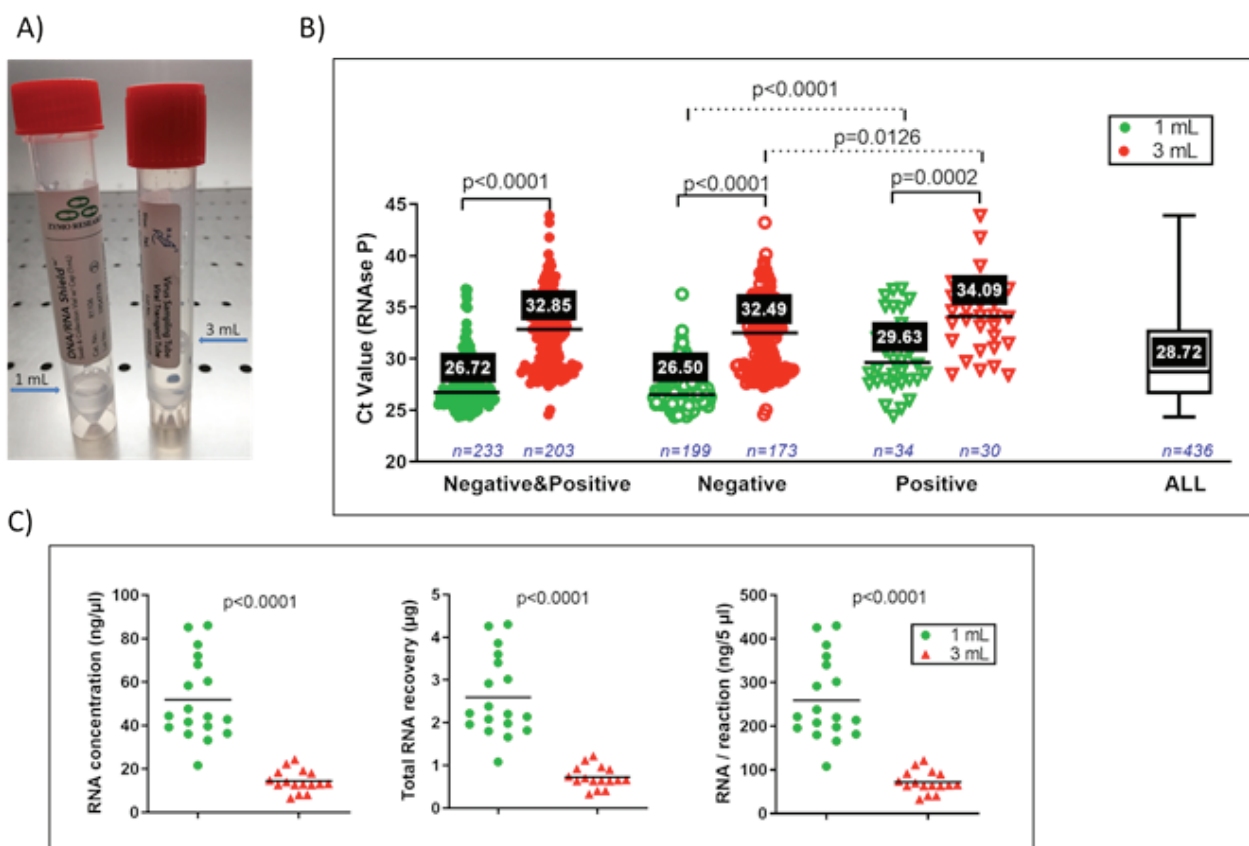 A)
B)
1 mL
3 mL
DNA/RNA Shield™
Virus Sampling Tube
p<0.0001
p=0.0126
p<0.0001
p<0.0001
p=0.0002
1 mL
3 mL
Ct Value (RNAse P)
45
40
35
30
25
20
26.72
32.85
26.50
32.49
29.63
34.09
28.72
n=233
n=203
n=199
n=173
n=34
n=30
n=436
Negative&Positive
Negative
Positive
ALL
C)
RNA concentration (ng/µl)
100
80
60
40
20
0
p<0.0001
Total RNA recovery (µg)
5
4
3
2
1
0
p<0.0001
RNA / reaction (ng/5 µl)
500
400
300
200
100
0
p<0.0001
1 mL
3 mL